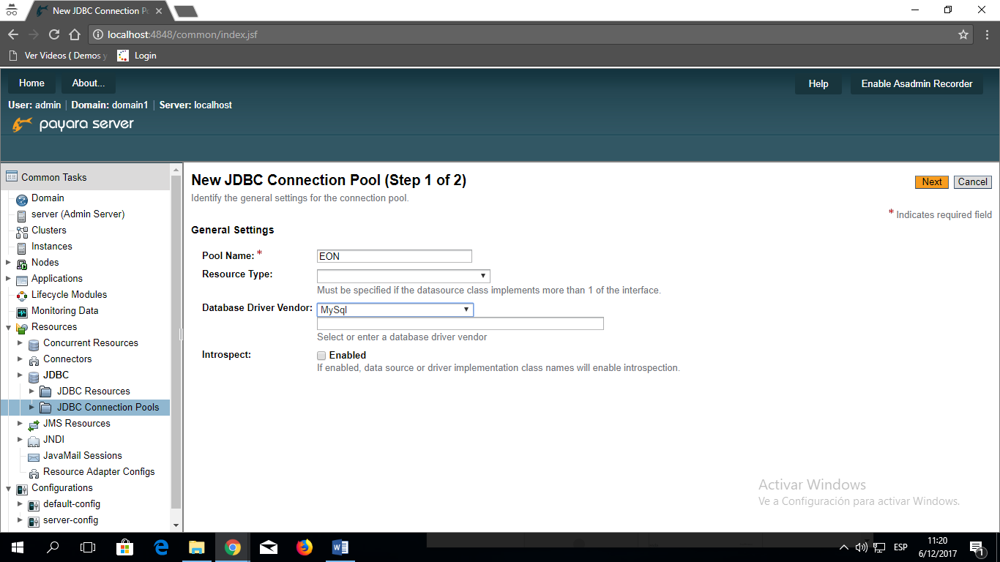 New JDBC Connection Po
localhost:4848/common/index.jsf
Ver Videos ( Demos y
Login
Home
About...
Help
Enable Asadmin Recorder
User: admin | Domain: domain1 | Server: localhost
payara server
Common Tasks
Domain
server (Admin Server)
Clusters
Instances
Nodes
Applications
Lifecycle Modules
Monitoring Data
Resources
Concurrent Resources
Connectors
JDBC
JDBC Resources
JDBC Connection Pools
JMS Resources
JNDI
JavaMail Sessions
Resource Adapter Configs
Configurations
default-config
server-config
New JDBC Connection Pool (Step 1 of 2)
Next
Cancel
Identify the general settings for the connection pool.
* Indicates required field
General Settings
Pool Name: * EON
Resource Type:
Must be specified if the datasource class implements more than 1 of the interface.
Database Driver Vendor: MySql
Select or enter a database driver vendor
Introspect: Enabled
If enabled, data source or driver implementation class names will enable introspection.
Activar Windows
Ve a Configuración para activar Windows.
ESP
11:20
6/12/2017
1